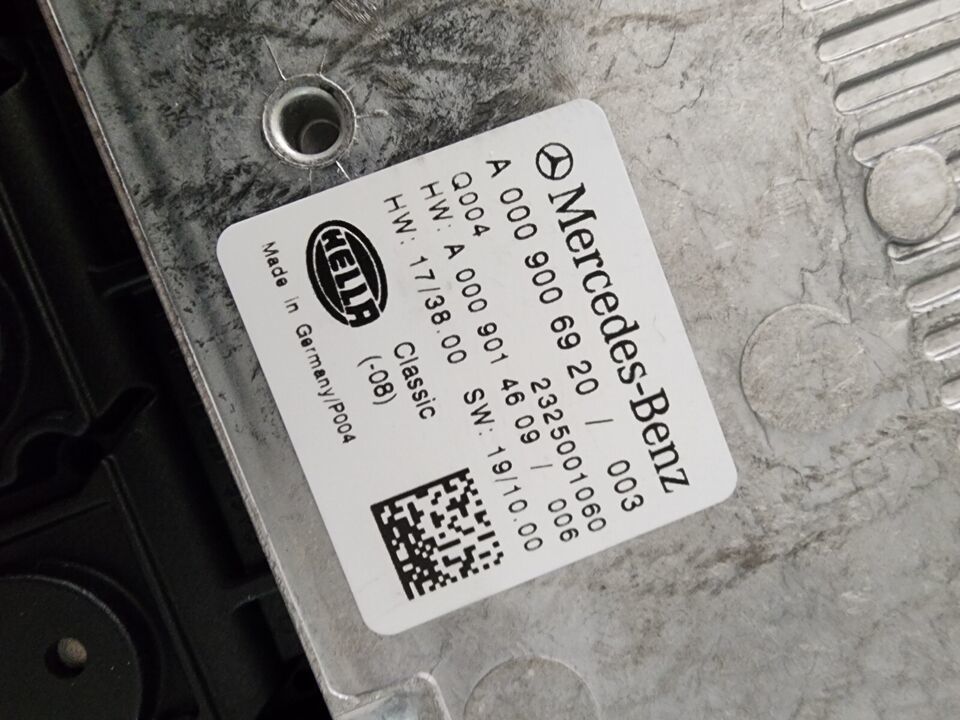 Mercedes-Benz
A 000 900 69 20 / 003
Q004 2325001060
HW: A 000 901 46 09 / 006
HW: 17/38.00 SW: 19/10.00
HELLA
Classic
(-08)
Made in Germany/P004